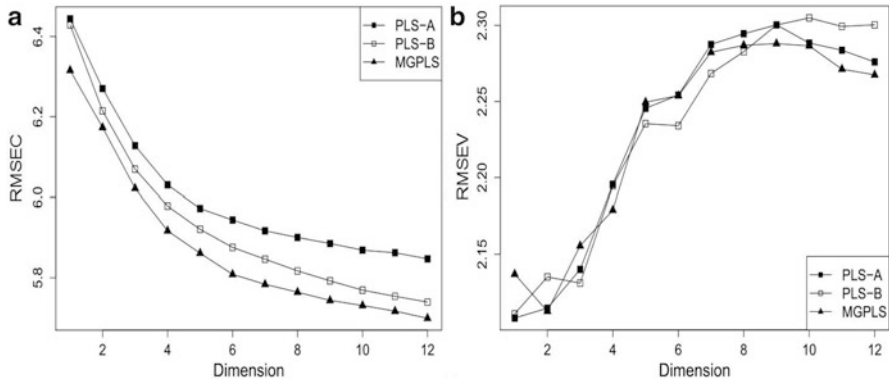 a
RMSEC
6.4
6.2
6.0
5.8
2 4 6 8 10 12
Dimension
PLS-A
PLS-B
MGPLS
b
RMSEV
2.30
2.25
2.20
2.15
2 4 6 8 10 12
Dimension
PLS-A
PLS-B
MGPLS